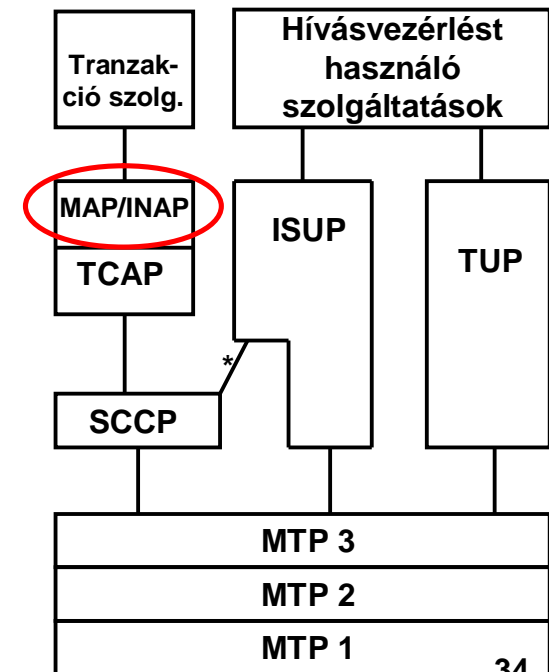 Tranzak-
ció szolg.
Hívásvezérlést
használó
szolgáltatások
MAP/INAP
TCAP
ISUP
TUP
*
SCCP
MTP 3
MTP 2
MTP 1
34